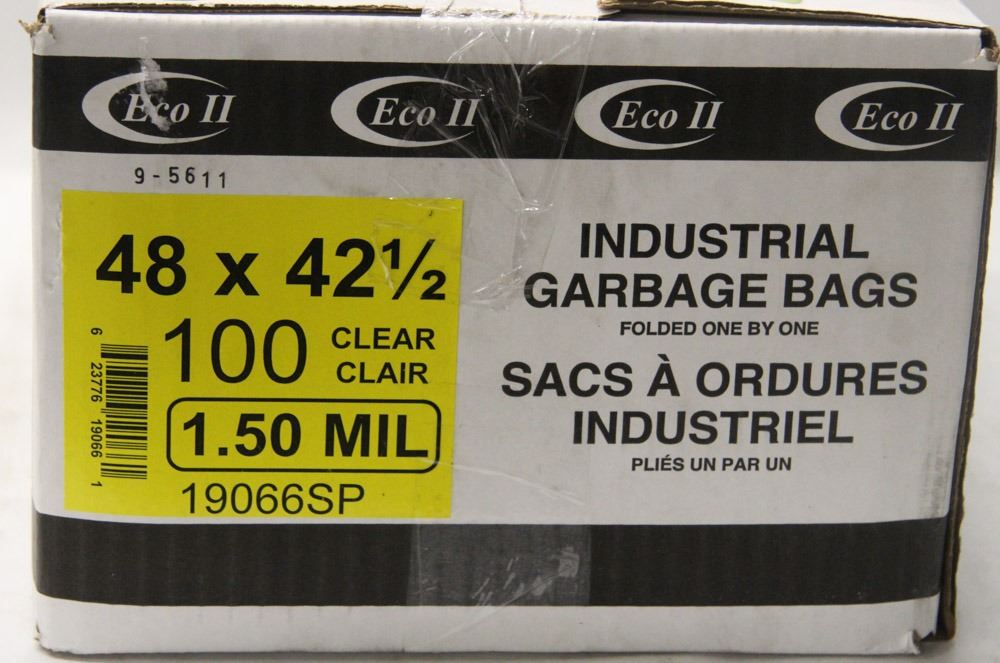 Eco II Eco II Eco II Eco II
9-5611
48 x 42½
100 CLEAR
CLAIR
1.50 MIL
19066SP
6 23776 19066 1
INDUSTRIAL
GARBAGE BAGS
FOLDED ONE BY ONE
SACS À ORDURES
INDUSTRIEL
PLIÉS UN PAR UN